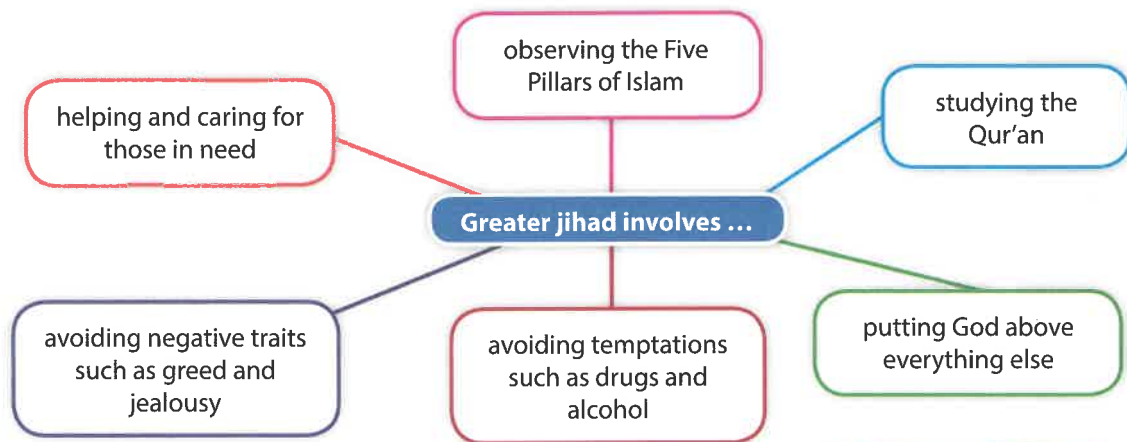 observing the Five
Pillars of Islam
helping and caring for
those in need
studying the
Qur'an
Greater jihad involves ...
avoiding negative traits
such as greed and
jealousy
avoiding temptations
such as drugs and
alcohol
putting God above
everything else